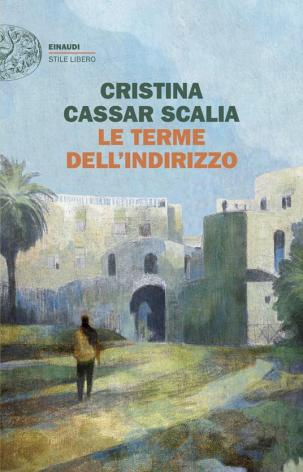 EINAUDI
STILE LIBERO
CRISTINA
CASSAR SCALIA
LE TERME
DELL'INDIRIZZO